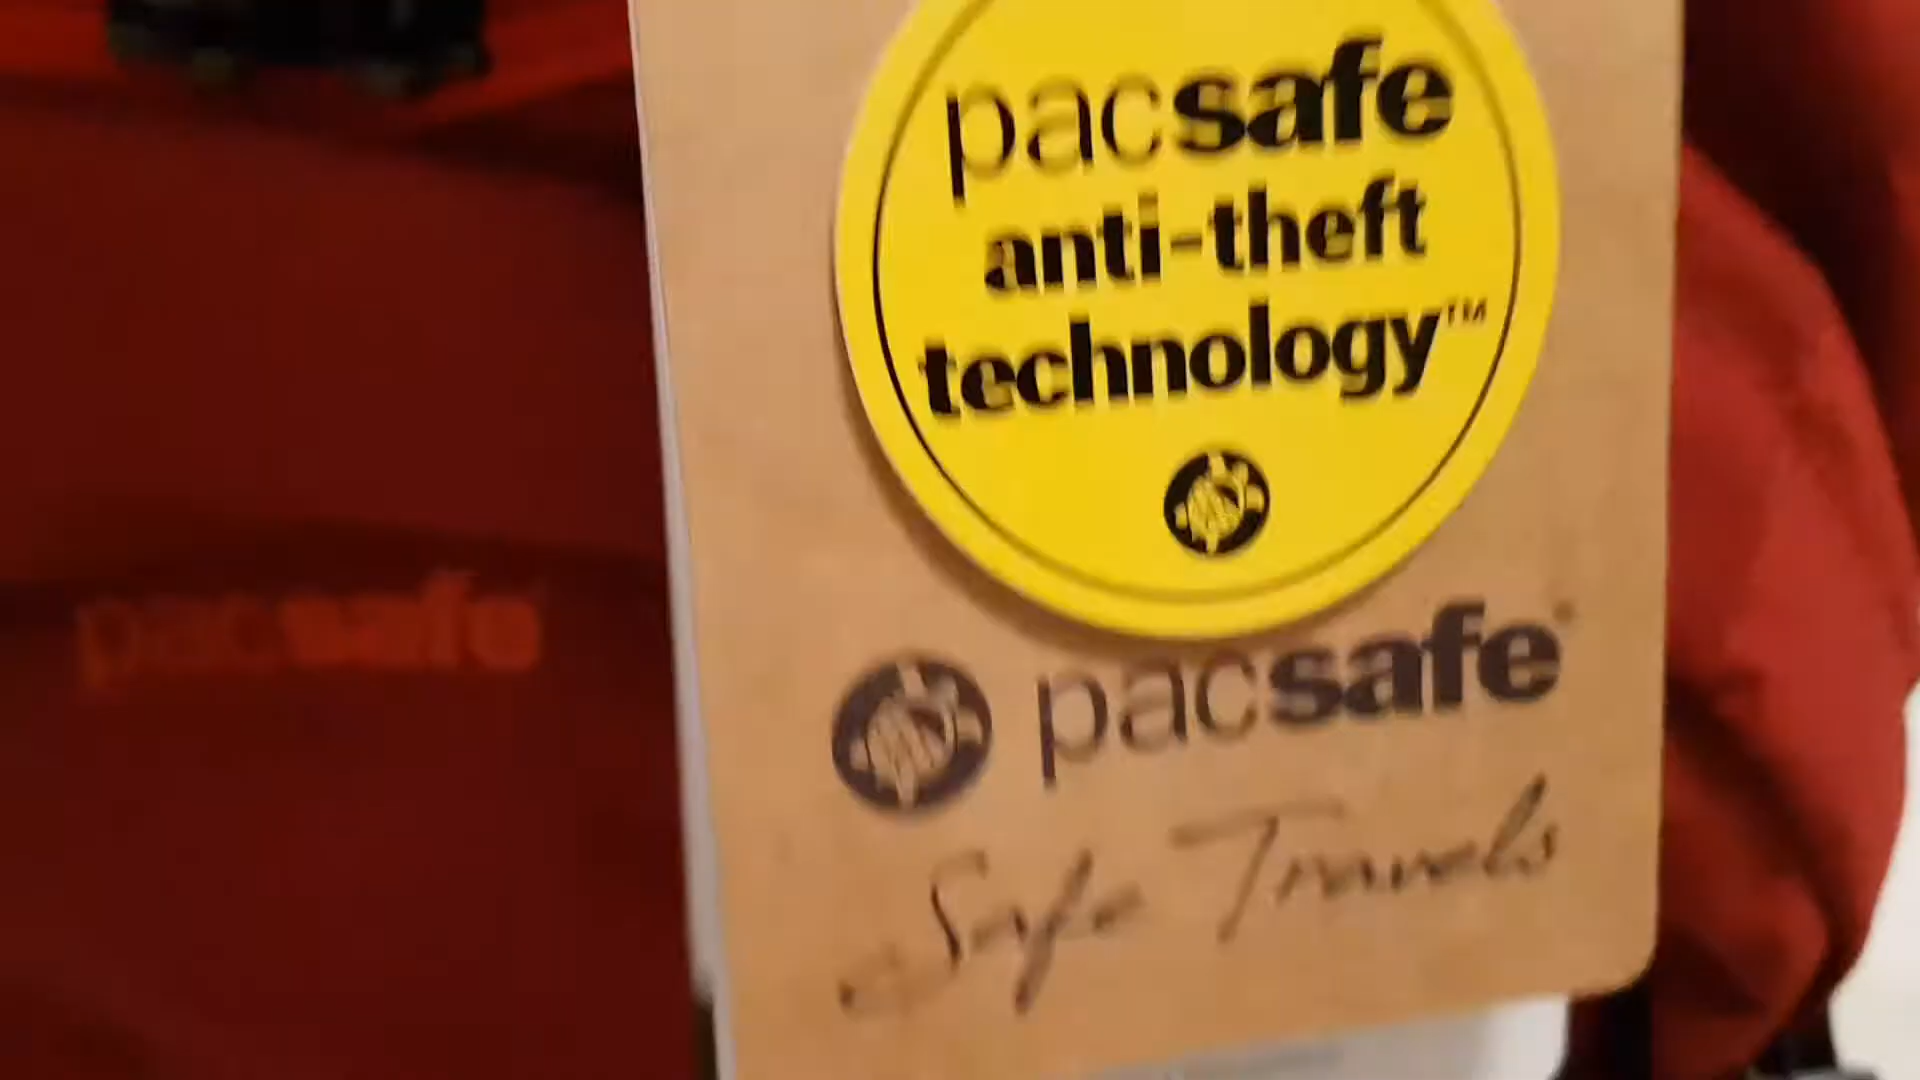 pacsafe
anti-theft
technology™
pacsafe
pacsafe®
Safe Travels